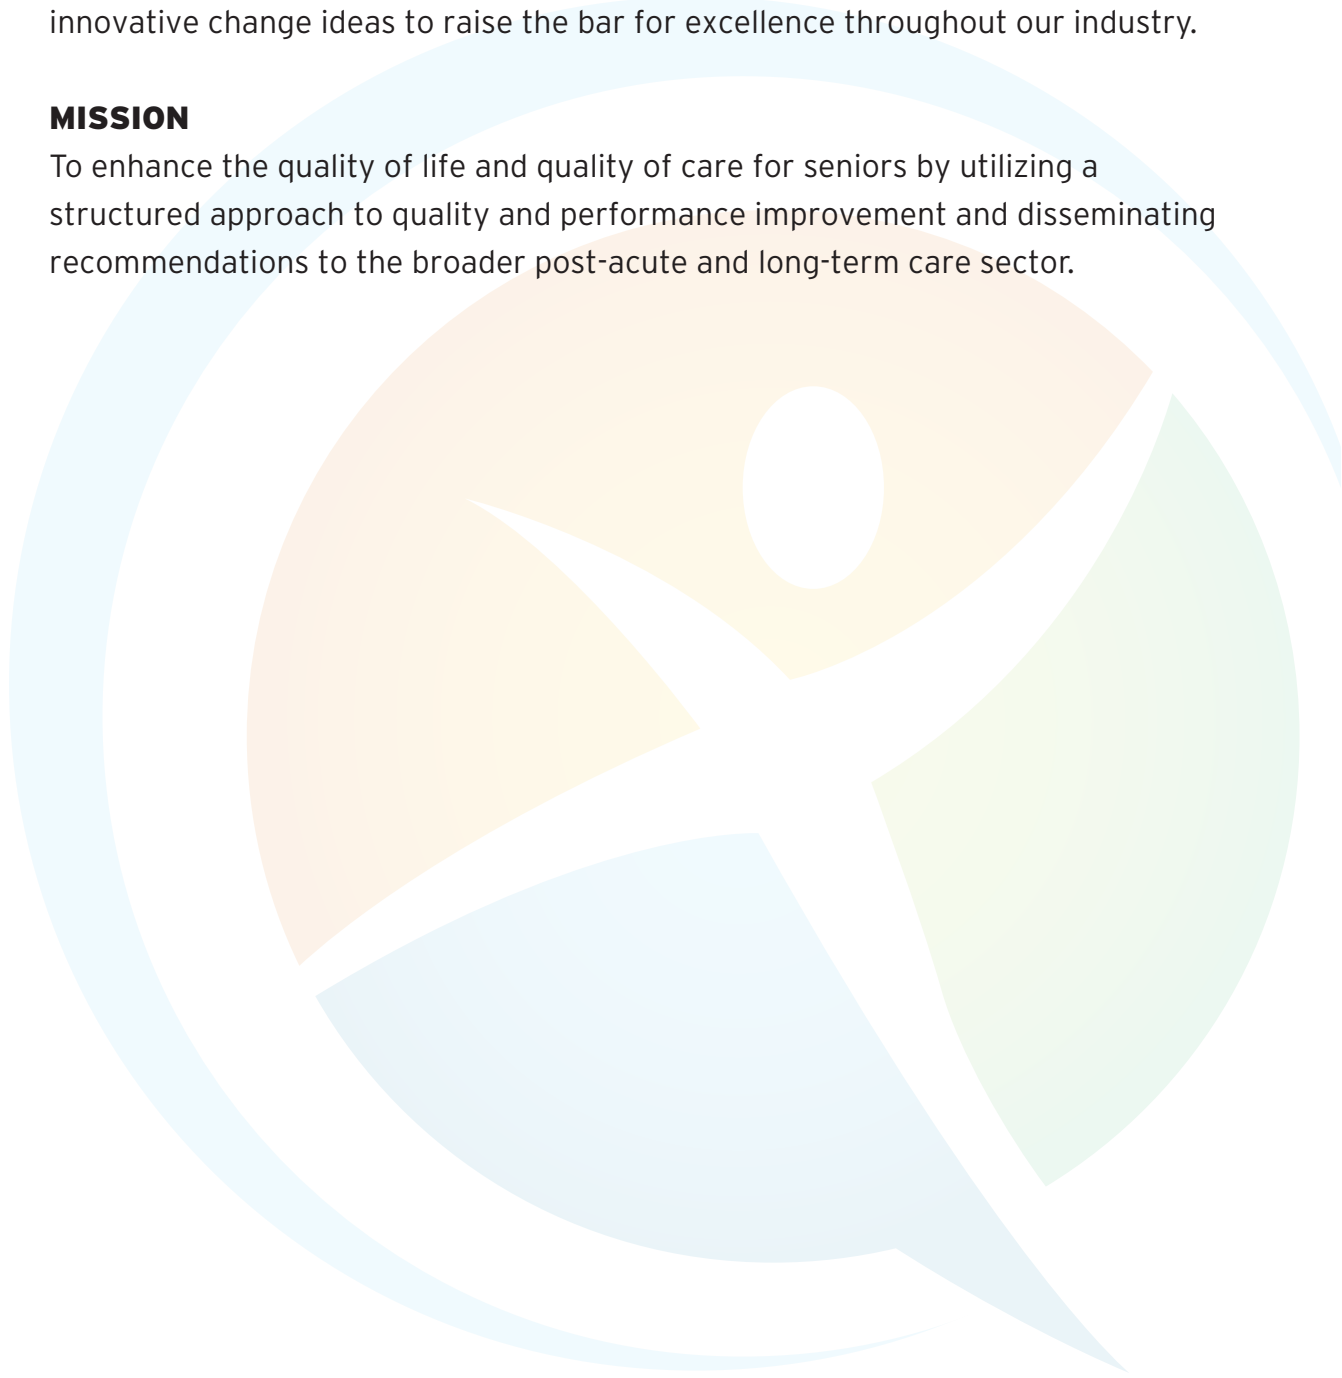 innovative change ideas to raise the bar for excellence throughout our industry.
MISSION
To enhance the quality of life and quality of care for seniors by utilizing a
structured approach to quality and performance improvement and disseminating
recommendations to the broader post-acute and long-term care sector.